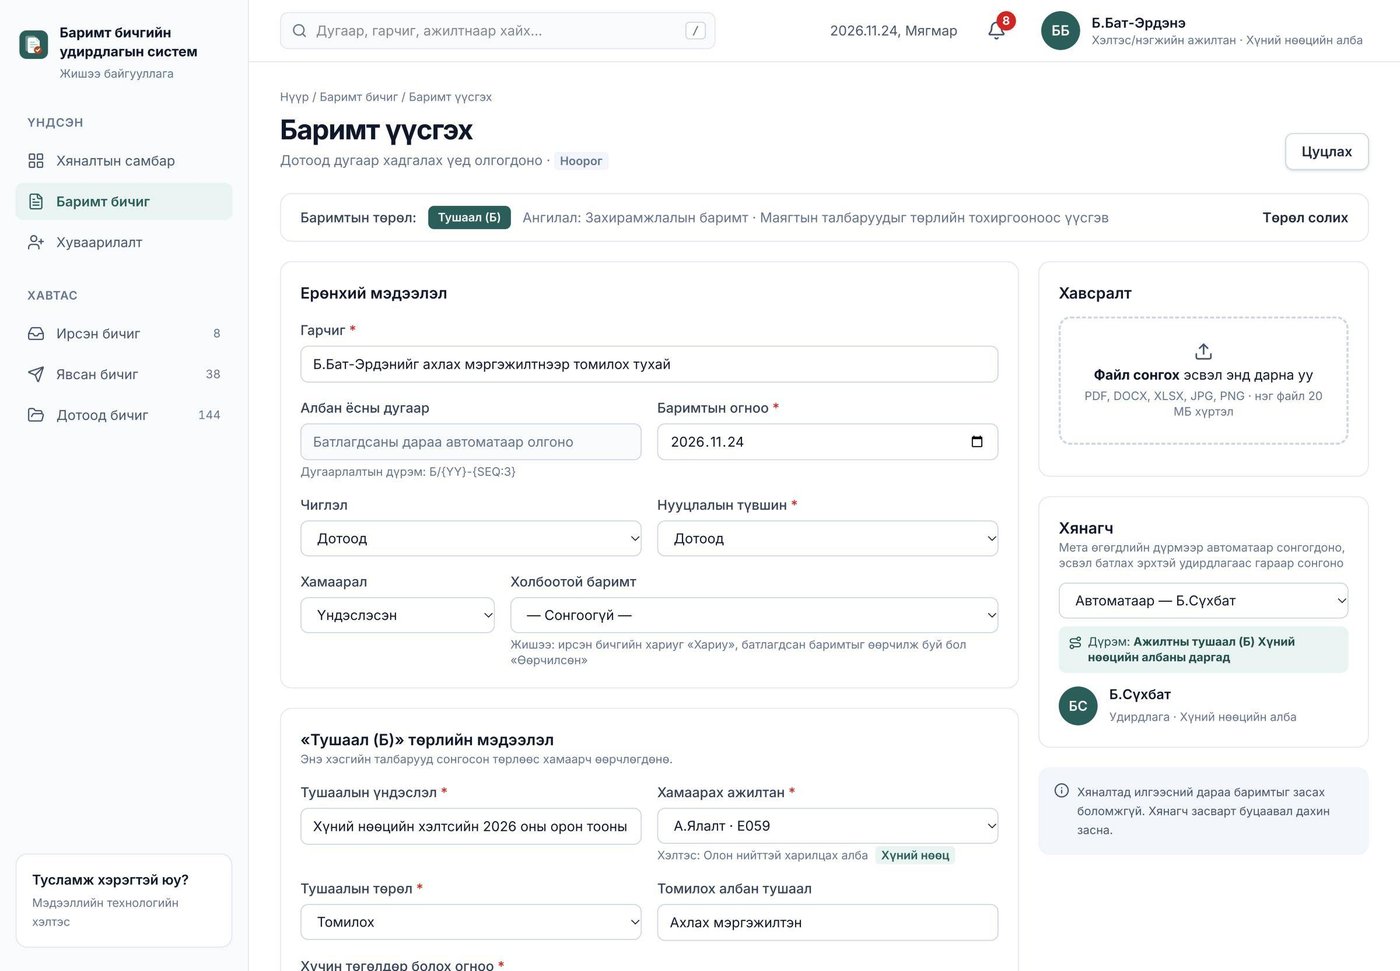 Баримт бичгийн
удирдлагын систем
Жишээ байгууллага
ҮНДСЭН
Хяналтын самбар
Баримт бичиг
Хуваарилалт
ХАВТАС
Ирсэн бичиг 8
Явсан бичиг 38
Дотоод бичиг 144
Тусламж хэрэгтэй юу?
Мэдээллийн технологийн
хэлтэс
Дугаар, гарчиг, ажилтнаар хайх... /
2026.11.24, Мягмар
8
ББ
Б.Бат-Эрдэнэ
Хэлтэс/нэгжийн ажилтан · Хүний нөөцийн алба
Нүүр / Баримт бичиг / Баримт үүсгэх
Баримт үүсгэх
Дотоод дугаар хадгалах үед олгогдоно · Ноорог
Цуцлах
Баримтын төрөл: Тушаал (Б) Ангилал: Захирамжлалын баримт · Маягтын талбаруудыг төрлийн тохиргооноос үүсгэв
Төрөл солих
Ерөнхий мэдээлэл
Гарчиг *
Б.Бат-Эрдэнийг ахлах мэргэжилтнээр томилох тухай
Албан ёсны дугаар
Батлагдсаны дараа автоматаар олгоно
Дугаарлалтын дүрэм: Б/{YY}-{SEQ:3}
Баримтын огноо *
2026.11.24
Чиглэл
Дотоод
Нууцлалын түвшин *
Дотоод
Хамаарал
Үндэслэсэн
Холбоотой баримт
— Сонгоогүй —
Жишээ: ирсэн бичгийн хариуг «Хариу», батлагдсан баримтыг өөрчилж буй бол
«Өөрчилсөн»
«Тушаал (Б)» төрлийн мэдээлэл
Энэ хэсгийн талбарууд сонгосон төрлөөс хамаарч өөрчлөгдөнө.
Тушаалын үндэслэл *
Хүний нөөцийн хэлтсийн 2026 оны орон тооны
Хамаарах ажилтан *
А.Ялалт · E059
Хэлтэс: Олон нийттэй харилцах алба Хүний нөөц
Тушаалын төрөл *
Томилох
Томилох албан тушаал
Ахлах мэргэжилтэн
Хүчин төгөлдөр болох огноо *
Хавсралт
Файл сонгох эсвэл энд дарна уу
PDF, DOCX, XLSX, JPG, PNG · нэг файл 20
МБ хүртэл
Хянагч
Мета өгөгдлийн дүрмээр автоматаар сонгогдоно,
эсвэл батлах эрхтэй удирдлагаас гараар сонгоно
Автоматаар — Б.Сүхбат
Дүрэм: Ажилтны тушаал (Б) Хүний
нөөцийн албаны даргад
БС
Б.Сүхбат
Удирдлага · Хүний нөөцийн алба
Хяналтад илгээсний дараа баримтыг засах
боломжгүй. Хянагч засварт буцаавал дахин
засна.